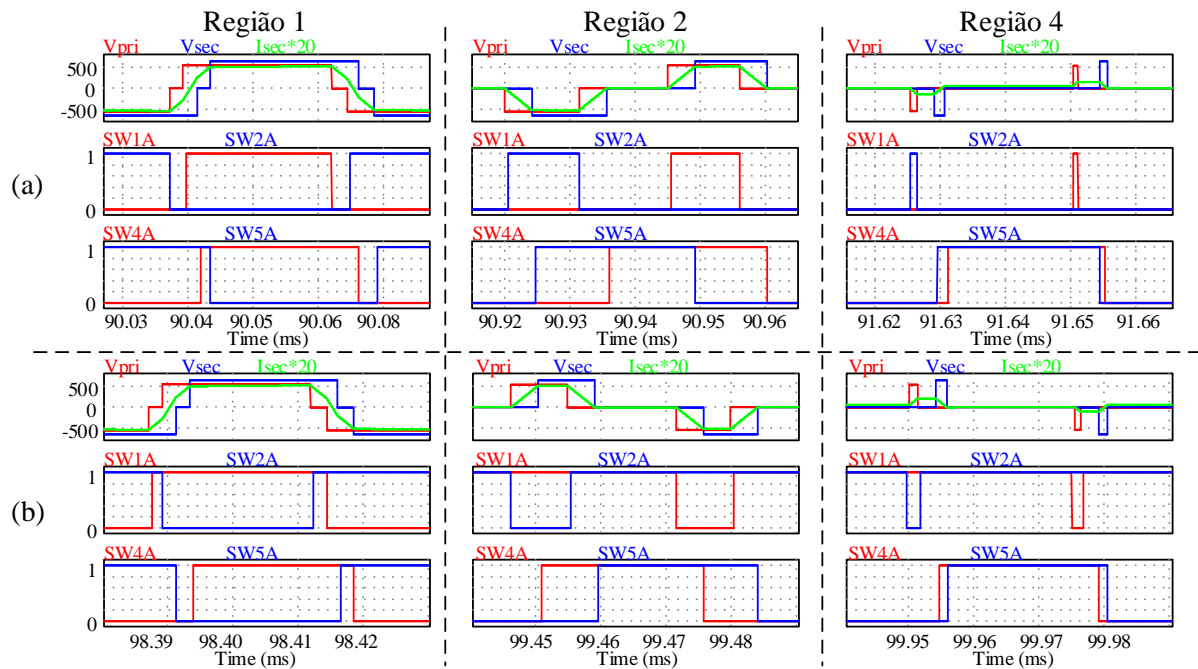 Região 1 Região 2 Região 4
Vpri Vsec Isec*20 Vpri Vsec Isec*20 Vpri Vsec Isec*20
500
0
-500
SW1A SW2A SW1A SW2A SW1A SW2A
1
(a)
0
SW4A SW5A SW4A SW5A SW4A SW5A
1
0
90.03 90.04 90.05 90.06 90.08 90.92 90.93 90.94 90.95 90.96 91.62 91.63 91.64 91.65 91.66
Time (ms) Time (ms) Time (ms)
Vpri Vsec Isec*20 Vpri Vsec Isec*20 Vpri Vsec Isec*20
500
0
-500
SW1A SW2A SW1A SW2A SW1A SW2A
1
(b)
0
SW4A SW5A SW4A SW5A SW4A SW5A
1
0
98.39 98.40 98.41 98.42 99.45 99.46 99.47 99.48 99.95 99.96 99.97 99.98
Time (ms) Time (ms) Time (ms)